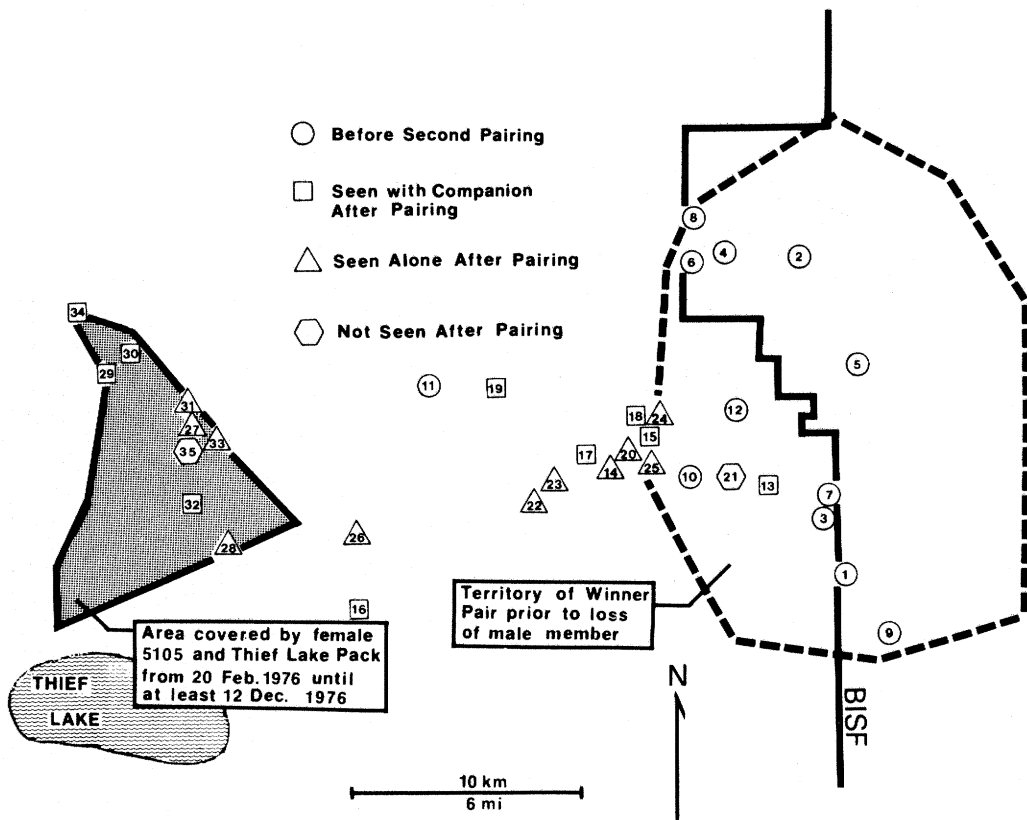 Before Second Pairing
Seen with Companion
After Pairing
Seen Alone After Pairing
Not Seen After Pairing
8
4
2
6
5
34
30
29
11
19
31
27
33
35
18
24
12
15
17
20
14
25
10
21
13
23
22
7
3
32
28
26
1
16
9
Territory of Winner
Pair prior to loss
of male member
Area covered by female
5105 and Thief Lake Pack
from 20 Feb. 1976 until
at least 12 Dec. 1976
THIEF
LAKE
N
BISF
10 km
6 mi